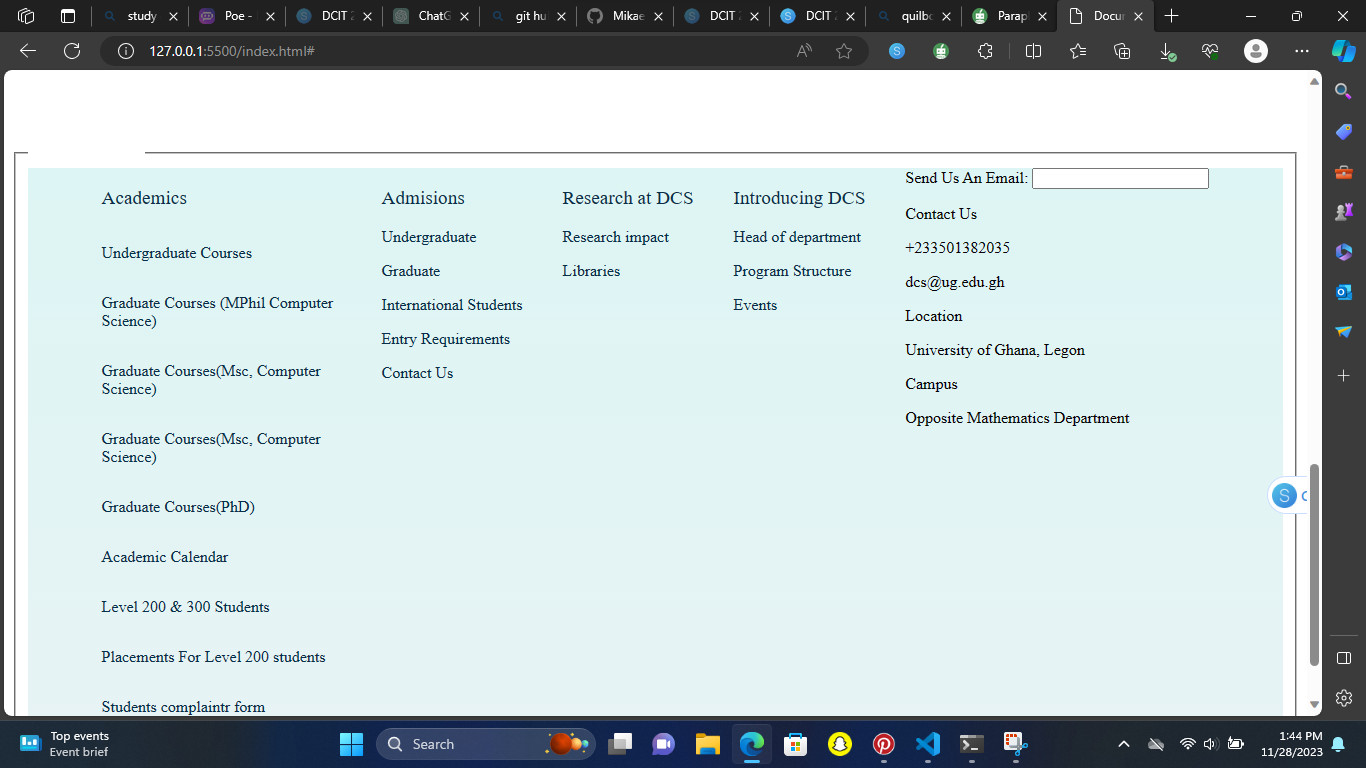 study
Poe -
DCIT 2
ChatG
git hu
Mikae
DCIT
DCIT
quilbo
Parap
Docur
127.0.0.1:5500/index.html#
Academics
Undergraduate Courses
Graduate Courses (MPhil Computer
Science)
Graduate Courses(Msc, Computer
Science)
Graduate Courses(Msc, Computer
Science)
Graduate Courses(PhD)
Academic Calendar
Level 200 & 300 Students
Placements For Level 200 students
Students complaintr form
Admisions
Undergraduate
Graduate
International Students
Entry Requirements
Contact Us
Research at DCS
Research impact
Libraries
Introducing DCS
Head of department
Program Structure
Events
Send Us An Email:
Contact Us
+233501382035
dcs@ug.edu.gh
Location
University of Ghana, Legon
Campus
Opposite Mathematics Department
Top events
Event brief
Search
1:44 PM
11/28/2023